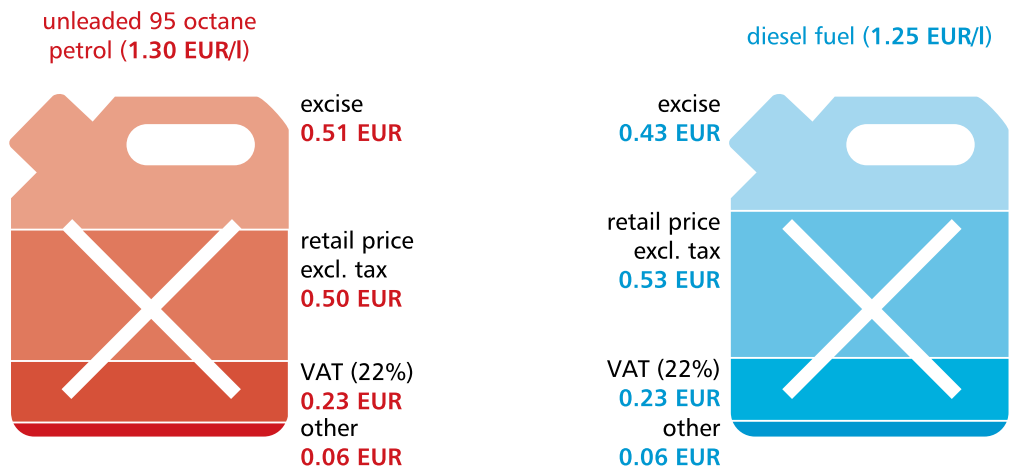 unleaded 95 octane
petrol (1.30 EUR/l)
excise
0.51 EUR
retail price
excl. tax
0.50 EUR
VAT (22%)
0.23 EUR
other
0.06 EUR
diesel fuel (1.25 EUR/l)
excise
0.43 EUR
retail price
excl. tax
0.53 EUR
VAT (22%)
0.23 EUR
other
0.06 EUR